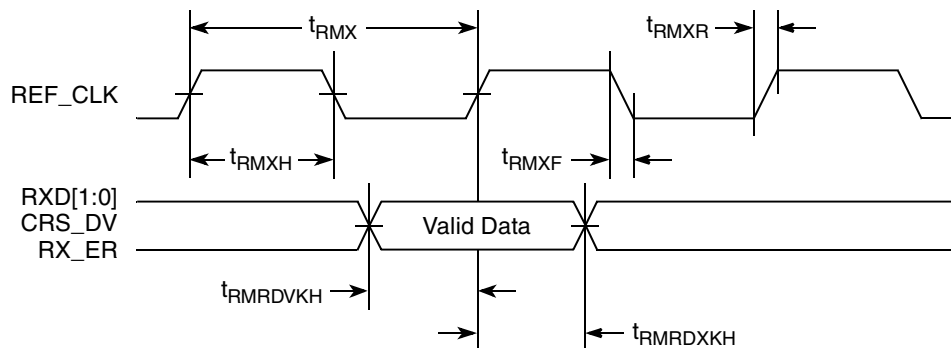 tRMX
tRMXR
REF_CLK
tRMXH
tRMXF
RXD[1:0]
CRS_DV
Valid Data
RX_ER
tRMRDVKH
tRMRDXKH